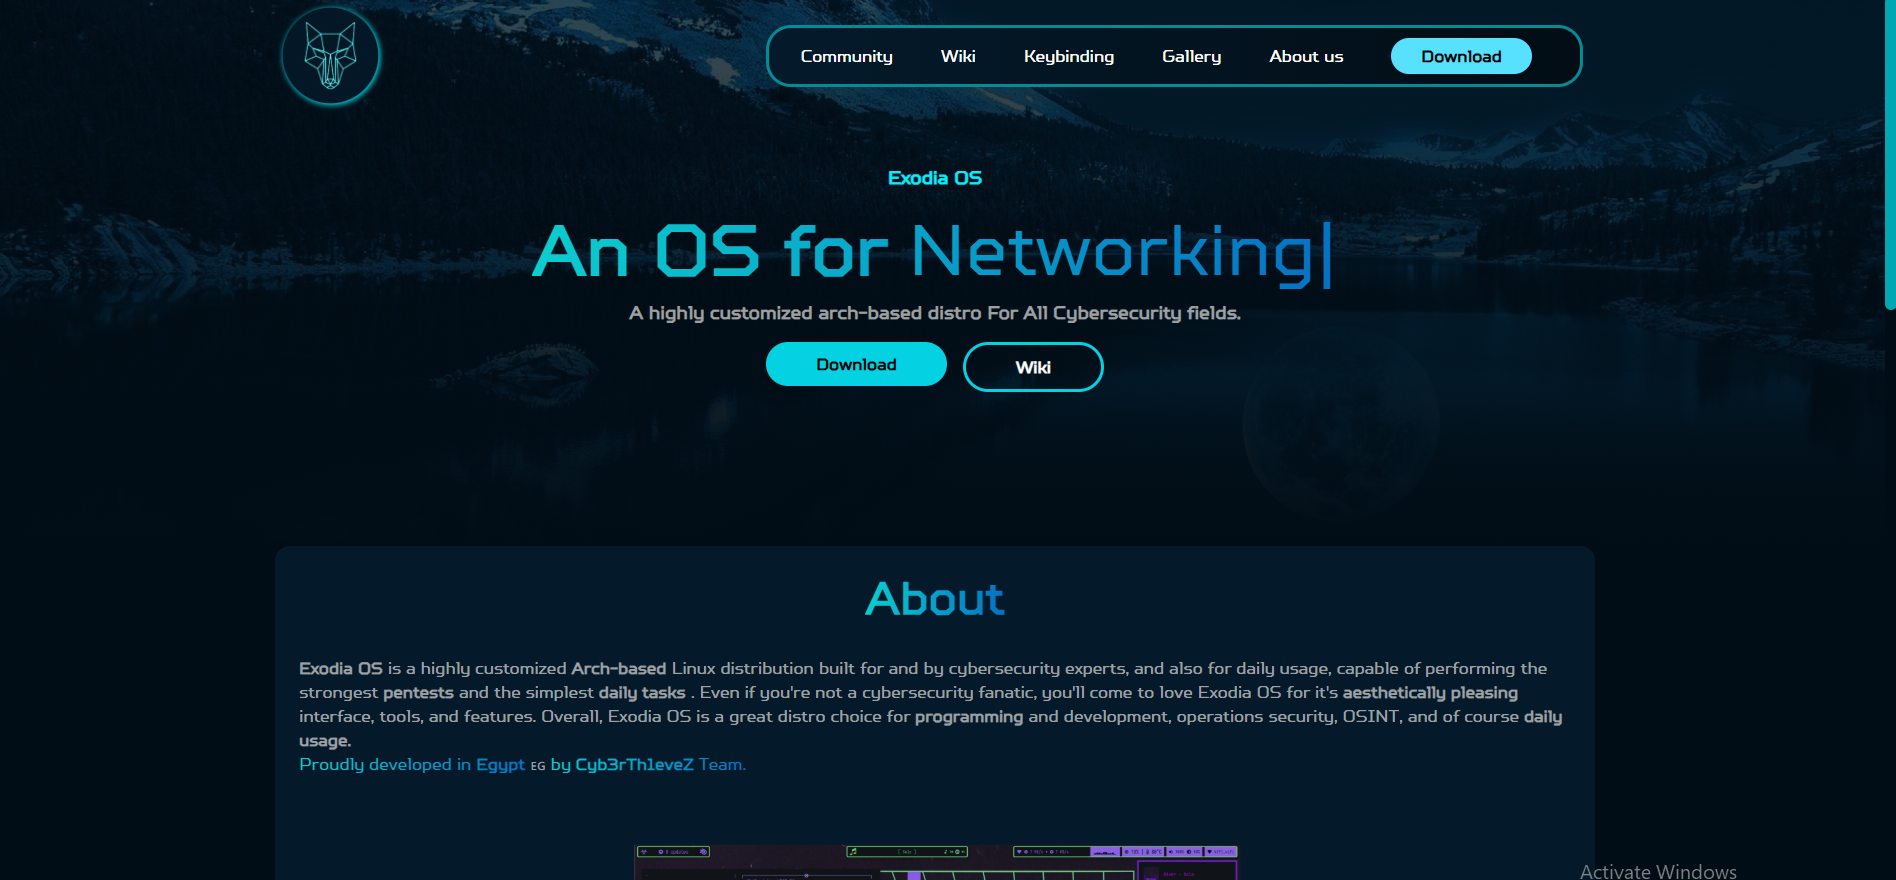 Community Wiki Keybinding Gallery About us Download
Exodia OS
An OS for Networking|
A highly customized arch-based distro For All Cybersecurity fields.
Download Wiki
About
Exodia OS is a highly customized Arch-based Linux distribution built for and by cybersecurity experts, and also for daily usage, capable of performing the
strongest pentests and the simplest daily tasks . Even if you're not a cybersecurity fanatic, you'll come to love Exodia OS for it's aesthetically pleasing
interface, tools, and features. Overall, Exodia OS is a great distro choice for programming and development, operations security, OSINT, and of course daily
usage.
Proudly developed in Egypt EG by Cyb3rTh1eveZ Team.
0 Updates
Activate Windows